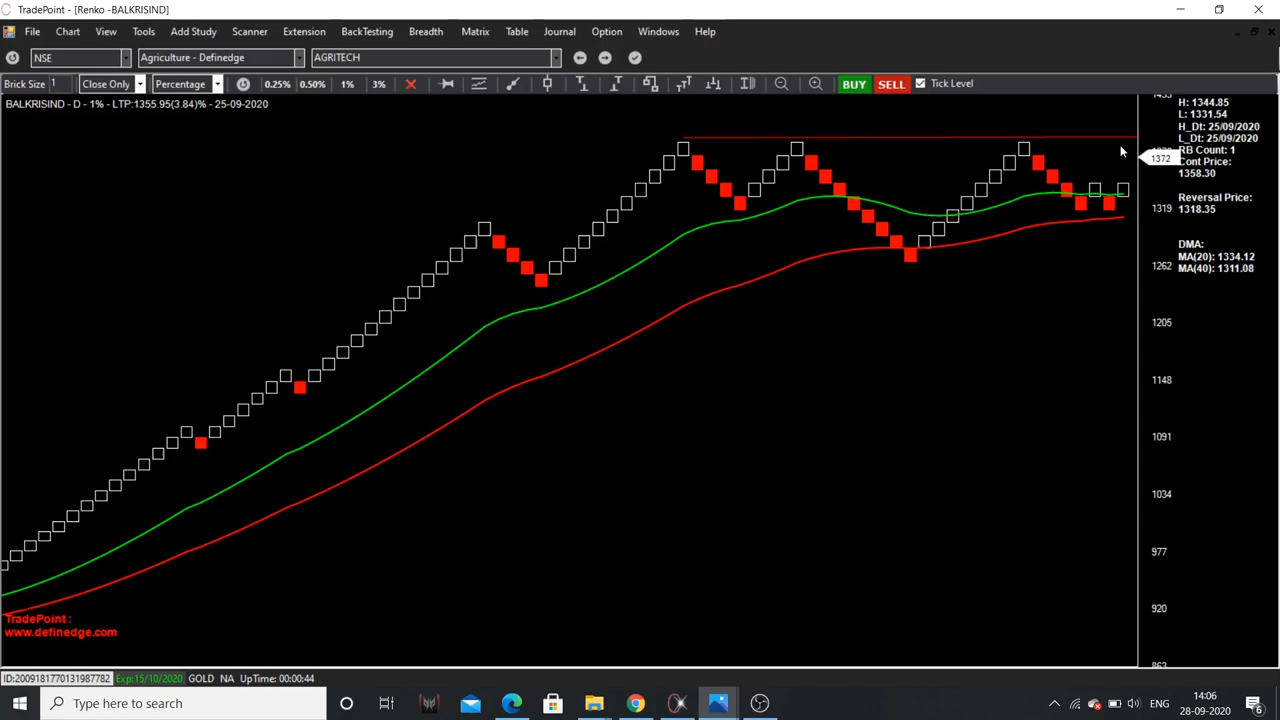 TradePoint - [Renko -BALKRISIND]
File Chart View Tools Add Study Scanner Extension BackTesting Breadth Matrix Table Journal Option Windows Help
NSE Agriculture - Definedge AGRITECH
Brick Size 1 Close Only Percentage 0.25% 0.50% 1% 3% BUY SELL Tick Level
BALKRISIND - D - 1% - LTP:1355.95(3.84)% - 25-09-2020
H: 1344.85
L: 1331.54
H_Dt: 25/09/2020
L_Dt: 25/09/2020
RB Count: 1
Cont Price:
1358.30
Reversal Price:
1318.35
DMA:
MA(20): 1334.12
MA(40): 1311.08
1372
1319
1262
1205
1148
1091
1034
977
920
TradePoint :
www.definedge.com
ID:2009181770131987782 Exp:15/10/2020 GOLD NA UpTime: 00:00:44
Type here to search
ENG
14:06
28-09-2020
6